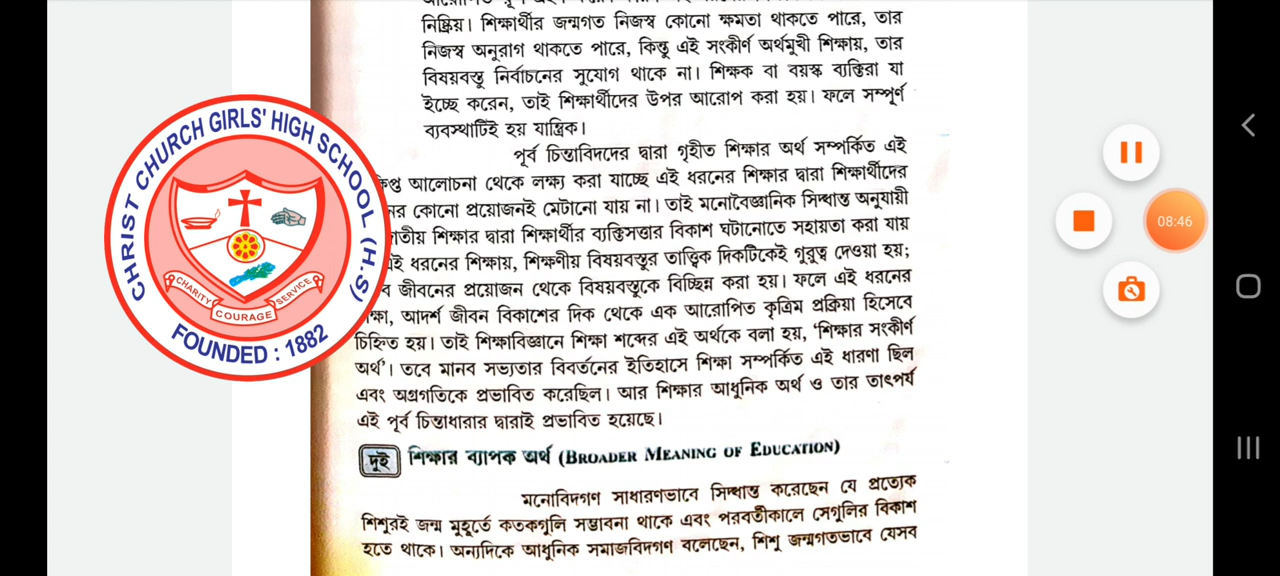 নিষ্ক্রিয়। শিক্ষার্থীর জন্মগত নিজস্ব কোনো ক্ষমতা থাকতে পারে, তার
নিজস্ব অনুরাগ থাকতে পারে, কিন্তু এই সংকীর্ণ অর্থমুখী শিক্ষায়, তার
বিষয়বস্তু নির্বাচনের সুযোগ থাকে না। শিক্ষক বা বয়স্ক ব্যক্তিরা যা
ইচ্ছে করেন, তাই শিক্ষার্থীদের উপর আরোপ করা হয়। ফলে সম্পূর্ণ
ব্যবস্থাটিই হয় যান্ত্রিক।
পূর্ব চিন্তাবিদদের দ্বারা গৃহীত শিক্ষার অর্থ সম্পর্কিত এই
আলোচনা থেকে লক্ষ্য করা যাচ্ছে এই ধরনের শিক্ষার দ্বারা শিক্ষার্থীদের
কোনো প্রয়োজনই মেটানো যায় না। তাই মনোবৈজ্ঞানিক সিদ্ধান্ত অনুযায়ী
শিক্ষার দ্বারা শিক্ষার্থীর ব্যক্তিসত্তার বিকাশ ঘটানোতে সহায়তা করা যায়
এই ধরনের শিক্ষায়, শিক্ষণীয় বিষয়বস্তুর তাত্ত্বিক দিকটিকেই গুরুত্ব দেওয়া হয়;
জীবনের প্রয়োজন থেকে বিষয়বস্তুকে বিচ্ছিন্ন করা হয়। ফলে এই ধরনের
আদর্শ জীবন বিকাশের দিক থেকে এক আরোপিত কৃত্রিম প্রক্রিয়া হিসেবে
চিহ্নিত হয়। তাই শিক্ষাবিজ্ঞানে শিক্ষা শব্দের এই অর্থকে বলা হয়, 'শিক্ষার সংকীর্ণ
অর্থ'। তবে মানব সভ্যতার বিবর্তনের ইতিহাসে শিক্ষা সম্পর্কিত এই ধারণা ছিল
এবং অগ্রগতিকে প্রভাবিত করেছিল। আর শিক্ষার আধুনিক অর্থ ও তার তাৎপর্য
এই পূর্ব চিন্তাধারার দ্বারাই প্রভাবিত হয়েছে।
দুই শিক্ষার ব্যাপক অর্থ (BROADER MEANING OF EDUCATION)
মনোবিদগণ সাধারণভাবে সিদ্ধান্ত করেছেন যে প্রত্যেক
শিশুরই জন্ম মুহূর্তে কতকগুলি সম্ভাবনা থাকে এবং পরবর্তীকালে সেগুলির বিকাশ
হতে থাকে। অন্যদিকে আধুনিক সমাজবিদগণ বলেছেন, শিশু জন্মগতভাবে যেসব
CHRIST CHURCH GIRLS' HIGH SCHOOL (H.S)
CHARITY
COURAGE
SERVICE
FOUNDED : 1882
08:46